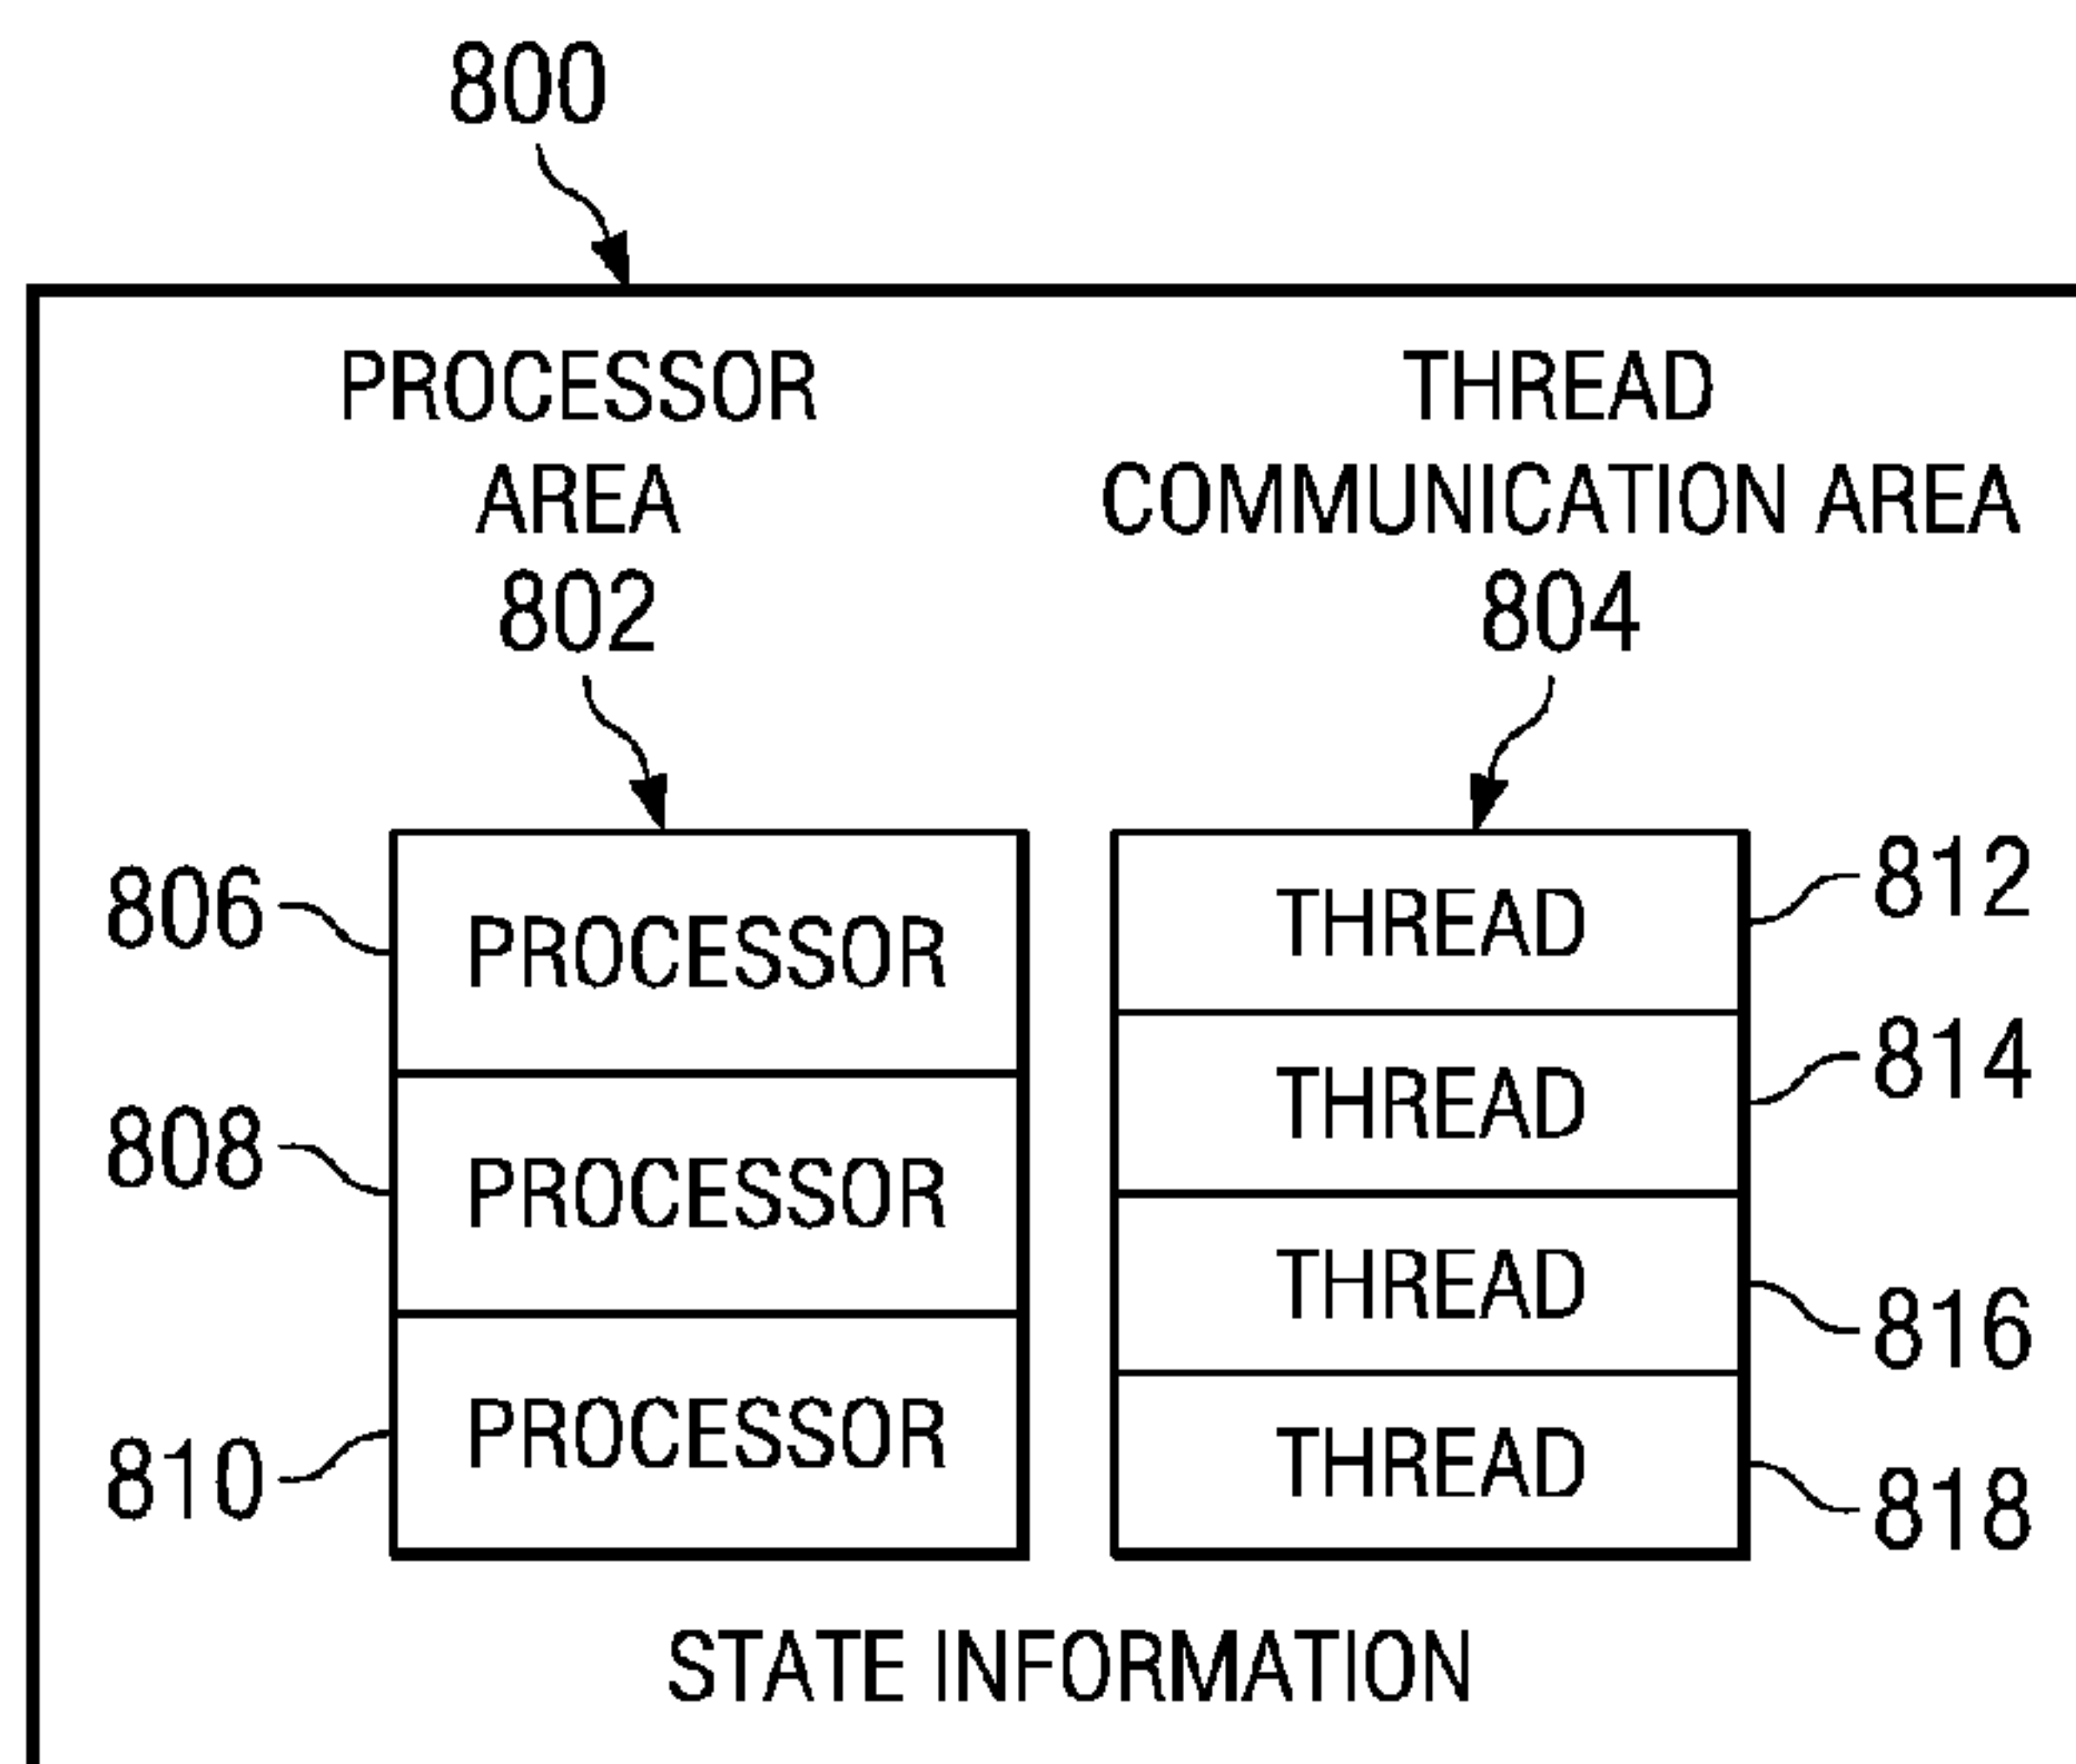 800
PROCESSOR
AREA
802
THREAD
COMMUNICATION AREA
804
806
PROCESSOR
808
PROCESSOR
810
PROCESSOR
THREAD
812
THREAD
814
THREAD
816
THREAD
818
STATE INFORMATION